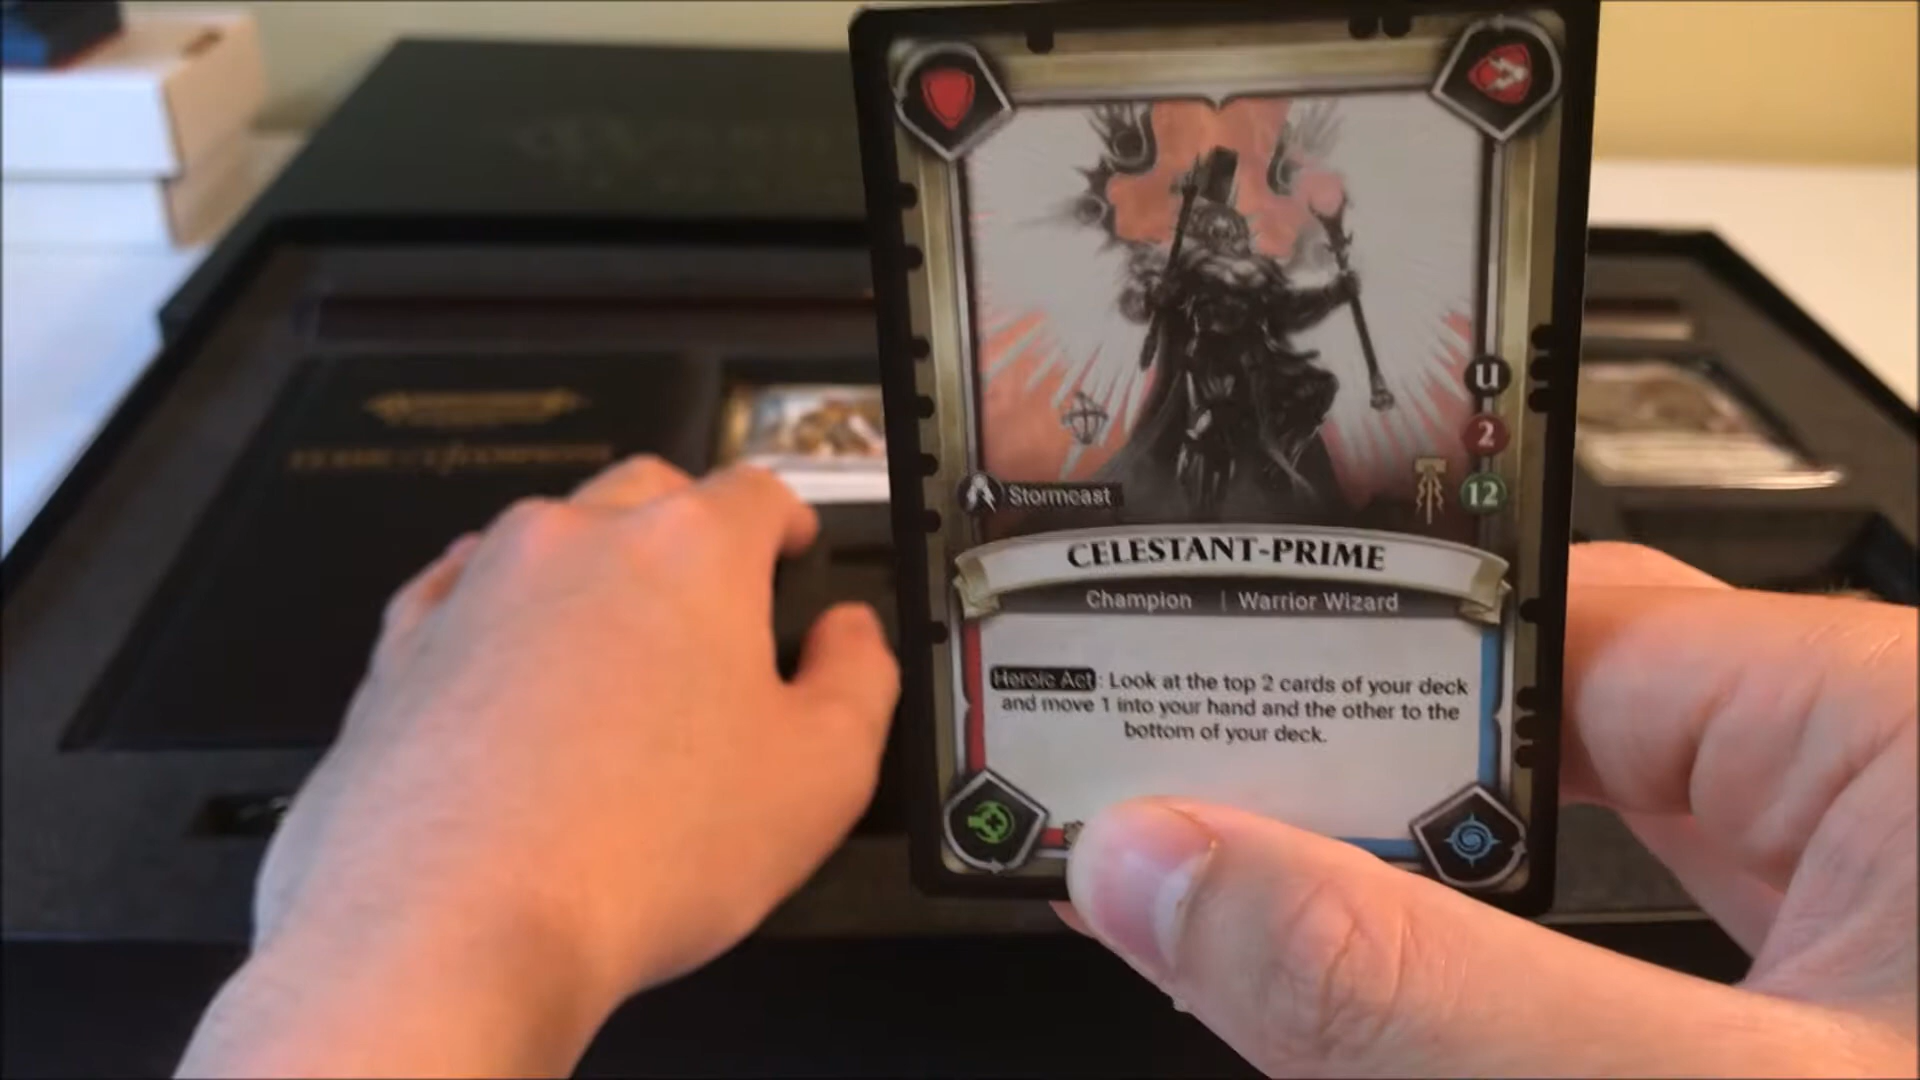 U
2
12
Stormcast
CELESTANT-PRIME
Champion | Warrior Wizard
Heroic Act: Look at the top 2 cards of your deck
and move 1 into your hand and the other to the
bottom of your deck.